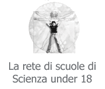 La rete di scuole di
Scienza under 18